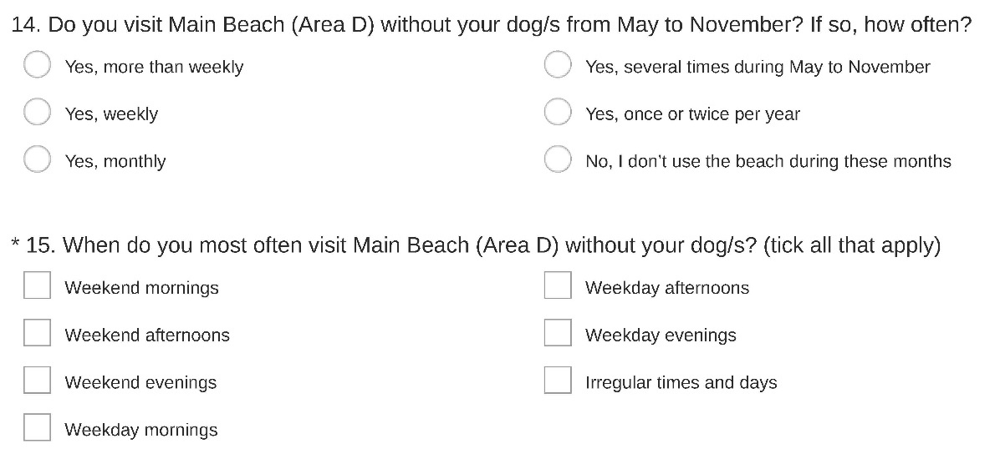 14. Do you visit Main Beach (Area D) without your dog/s from May to November? If so, how often?
Yes, more than weekly
Yes, several times during May to November
Yes, weekly
Yes, once or twice per year
Yes, monthly
No, I don't use the beach during these months
* 15. When do you most often visit Main Beach (Area D) without your dog/s? (tick all that apply)
Weekend mornings
Weekday afternoons
Weekend afternoons
Weekday evenings
Weekend evenings
Irregular times and days
Weekday mornings